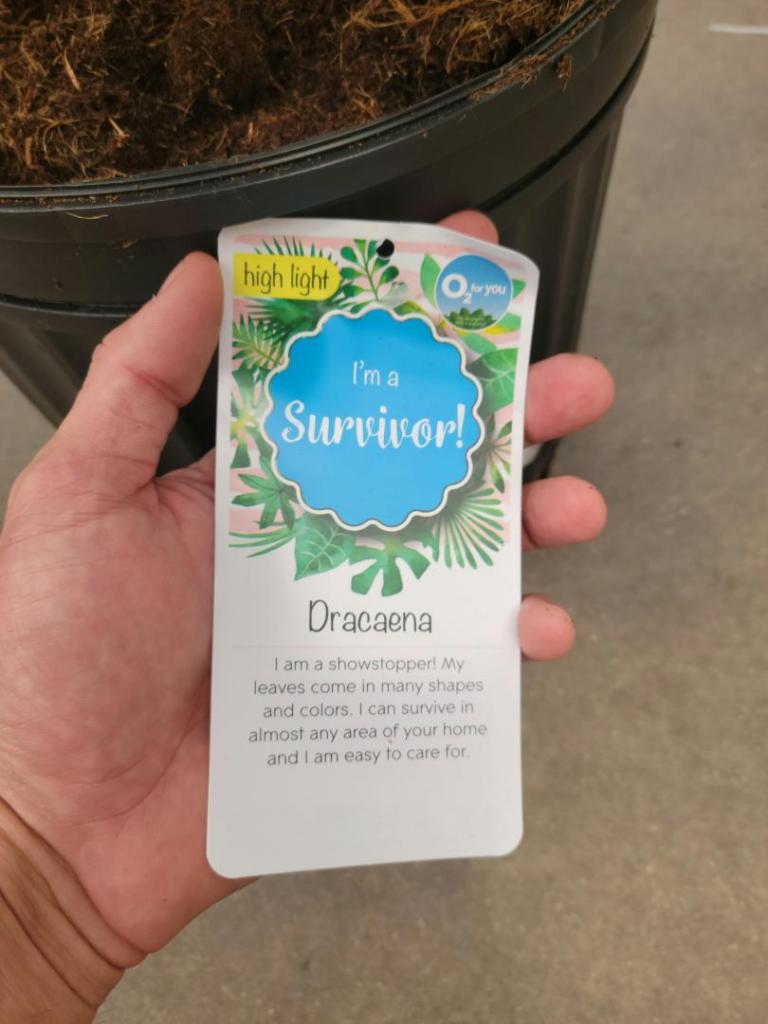 high light
O2 for you
I'm a
Survivor!
Dracaena
I am a showstopper! My
leaves come in many shapes
and colors. I can survive in
almost any area of your home
and I am easy to care for.